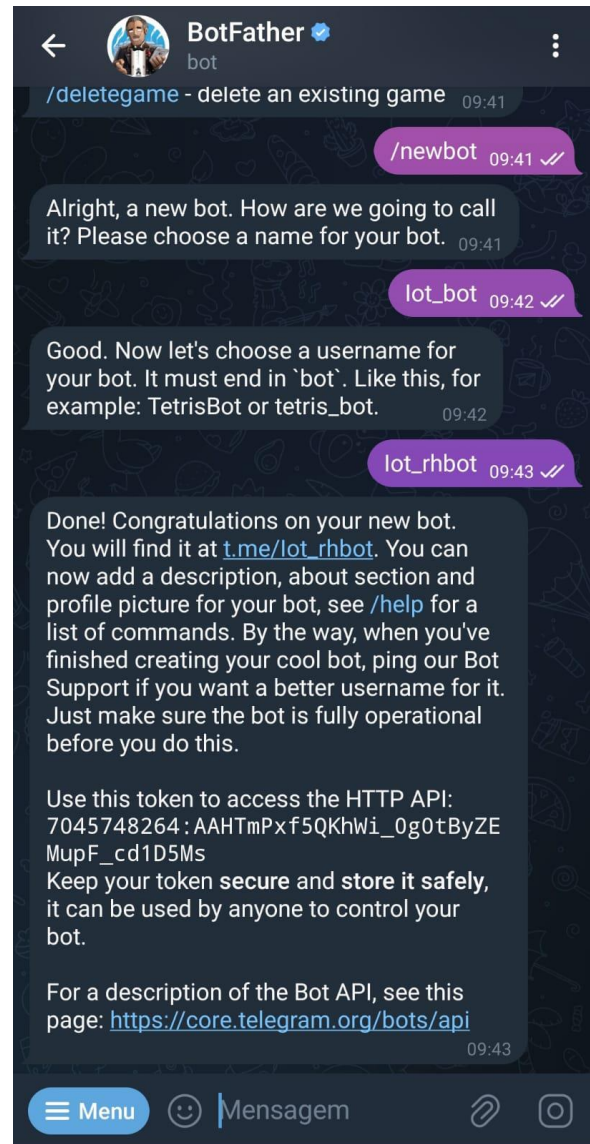 BotFather
bot
/deletegame - delete an existing game 09:41
/newbot 09:41
Alright, a new bot. How are we going to call
it? Please choose a name for your bot. 09:41
Iot_bot 09:42
Good. Now let's choose a username for
your bot. It must end in `bot`. Like this, for
example: TetrisBot or tetris_bot. 09:42
Iot_rhbot 09:43
Done! Congratulations on your new bot.
You will find it at t.me/Iot_rhbot. You can
now add a description, about section and
profile picture for your bot, see /help for a
list of commands. By the way, when you've
finished creating your cool bot, ping our Bot
Support if you want a better username for it.
Just make sure the bot is fully operational
before you do this.
Use this token to access the HTTP API:
7045748264:AAHTmPxf5QKhWi_0g0tByZE
MupF_cd1D5Ms
Keep your token secure and store it safely,
it can be used by anyone to control your
bot.
For a description of the Bot API, see this
page: https://core.telegram.org/bots/api
09:43
Menu
Mensagem